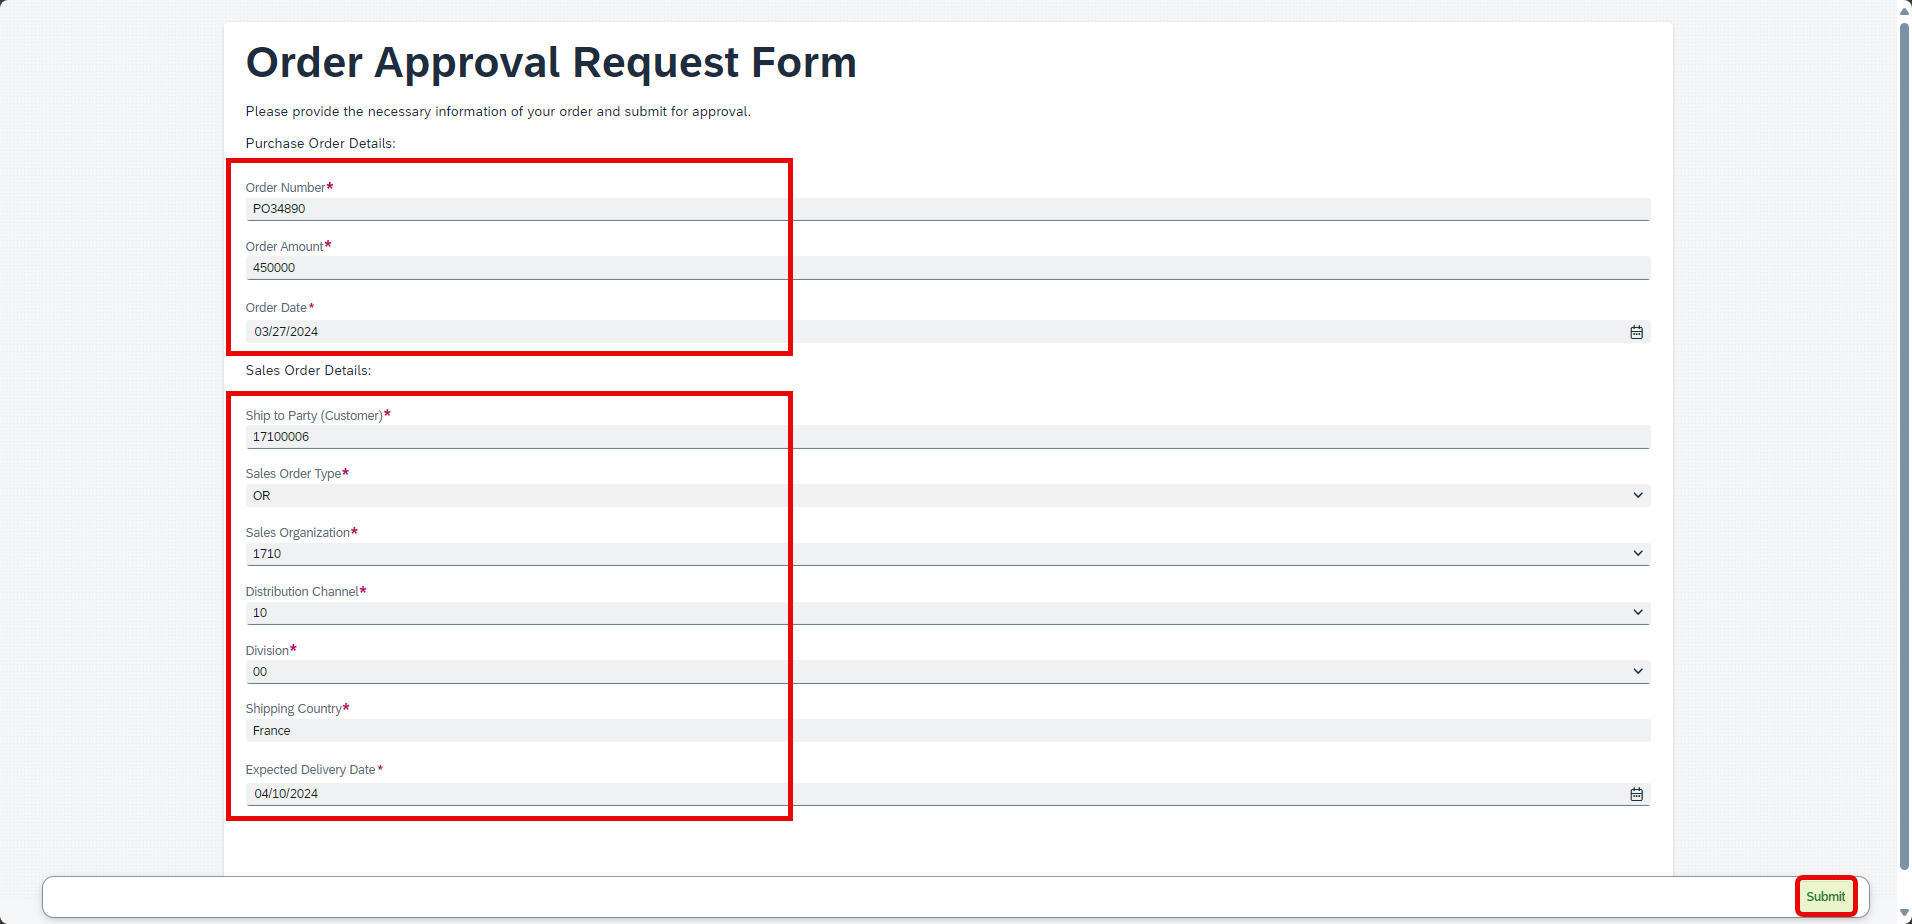 Order Approval Request Form
Please provide the necessary information of your order and submit for approval.
Purchase Order Details:
Order Number*
PO34890
Order Amount*
450000
Order Date*
03/27/2024
Sales Order Details:
Ship to Party (Customer)*
17100006
Sales Order Type*
OR
Sales Organization*
1710
Distribution Channel*
10
Division*
00
Shipping Country*
France
Expected Delivery Date*
04/10/2024
Submit